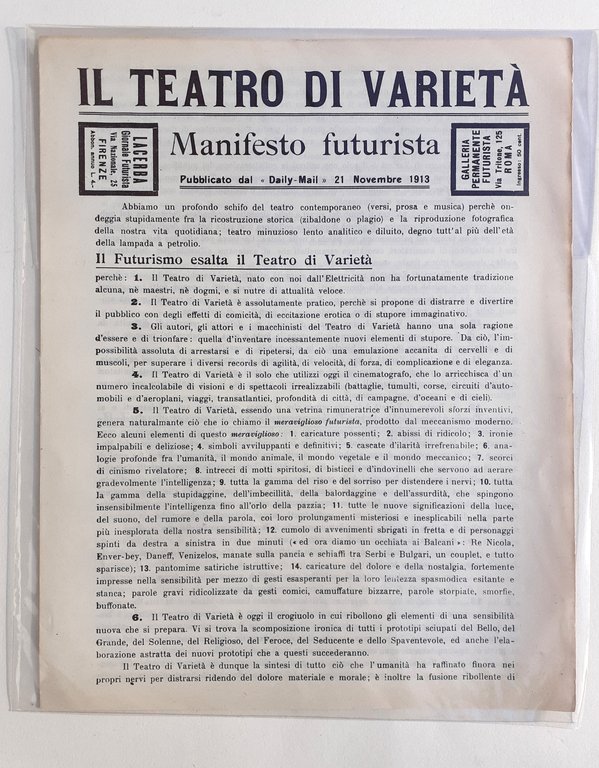 IL TEATRO DI VARIETÀ
LACERBA
Giornale Futurista
Via Nazionale, 25
FIRENZE
Abbon. annuo L. 4-
Manifesto futurista
Pubblicato dal « Daily-Mail » 21 Novembre 1913
GALLERIA
PERMANENTE
FUTURISTA
Via Tritone, 125
ROMA
Ingresso: 50 cent.
Abbiamo un profondo schifo del teatro contemporaneo (versi, prosa e musica) perchè on-
deggia stupidamente fra la ricostruzione storica (zibaldone o plagio) e la riproduzione fotografica
della nostra vita quotidiana; teatro minuzioso lento analitico e diluito, degno tutt'al più dell'età
della lampada a petrolio.
Il Futurismo esalta il Teatro di Varietà
perchè: 1. Il Teatro di Varietà, nato con noi dall'Elettricità non ha fortunatamente tradizione
alcuna, nè maestri, nè dogmi, e si nutre di attualità veloce.
2. Il Teatro di Varietà è assolutamente pratico, perchè si propone di distrarre e divertire
il pubblico con degli effetti di comicità, di eccitazione erotica o di stupore immaginativo.
3. Gli autori, gli attori e i macchinisti del Teatro di Varietà hanno una sola ragione
d'essere e di trionfare: quella d'inventare incessantemente nuovi elementi di stupore. Da ciò, l'im-
possibilità assoluta di arrestarsi e di ripetersi, da ciò una emulazione accanita di cervelli e di
muscoli, per superare i diversi records di agilità, di velocità, di forza, di complicazione e di eleganza.
4. Il Teatro di Varietà è il solo che utilizzi oggi il cinematografo, che lo arricchisca d'un
numero incalcolabile di visioni e di spettacoli irrealizzabili (battaglie, tumulti, corse, circuiti d'auto-
mobili e d'aeroplani, viaggi, transatlantici, profondità di città, di campagne, d'oceani e di cieli).
5. Il Teatro di Varietà, essendo una vetrina rimuneratrice d'innumerevoli sforzi inventivi,
genera naturalmente ciò che io chiamo il meraviglioso futurista, prodotto dal meccanismo moderno.
Ecco alcuni elementi di questo meraviglioso: 1. caricature possenti; 2. abissi di ridicolo; 3. ironie
impalpabili e deliziose; 4. simboli avviluppanti e definitivi; 5. cascate d'ilarità irrefrenabile; 6. ana-
logie profonde fra l'umanità, il mondo animale, il mondo vegetale e il mondo meccanico; 7. scorci
di cinismo rivelatore; 8. intrecci di motti spiritosi, di bisticci e d'indovinelli che servono ad aerare
gradevolmente l'intelligenza; 9. tutta la gamma del riso e del sorriso per distendere i nervi; 10. tutta
la gamma della stupidaggine, dell'imbecillità, della balordaggine e dell'assurdità, che spingono
insensibilmente l'intelligenza fino all'orlo della pazzia; 11. tutte le nuove significazioni della luce,
del suono, del rumore e della parola, coi loro prolungamenti misteriosi e inesplicabili nella parte
più inesplorata della nostra sensibilità; 12. cumolo di avvenimenti sbrigati in fretta e di personaggi
spinti da destra a sinistra in due minuti (« ed ora diamo un'occhiata ai Balcani »: Re Nicola,
Enver-bey, Daneff, Venizelos, manate sulla pancia e schiaffi tra Serbi e Bulgari, un couplet, e tutto
sparisce); 13. pantomime satiriche istruttive; 14. caricature del dolore e della nostalgia, fortemente
impresse nella sensibilità per mezzo di gesti esasperanti per la loro lentezza spasmodica esitante e
stanca; parole gravi ridicolizzate da gesti comici, camuffature bizzarre, parole storpiate, smorfie,
buffonate.
6. Il Teatro di Varietà è oggi il crogiuolo in cui ribollono gli elementi di una sensibilità
nuova che si prepara. Vi si trova la scomposizione ironica di tutti i prototipi sciupati del Bello, del
Grande, del Solenne, del Religioso, del Feroce, del Seducente e dello Spaventevole, ed anche l'ela-
borazione astratta dei nuovi prototipi che a questi succederanno.
Il Teatro di Varietà è dunque la sintesi di tutto ciò che l'umanità ha raffinato finora nei
propri nervi per distrarsi ridendo del dolore materiale e morale; è inoltre la fusione ribollente di